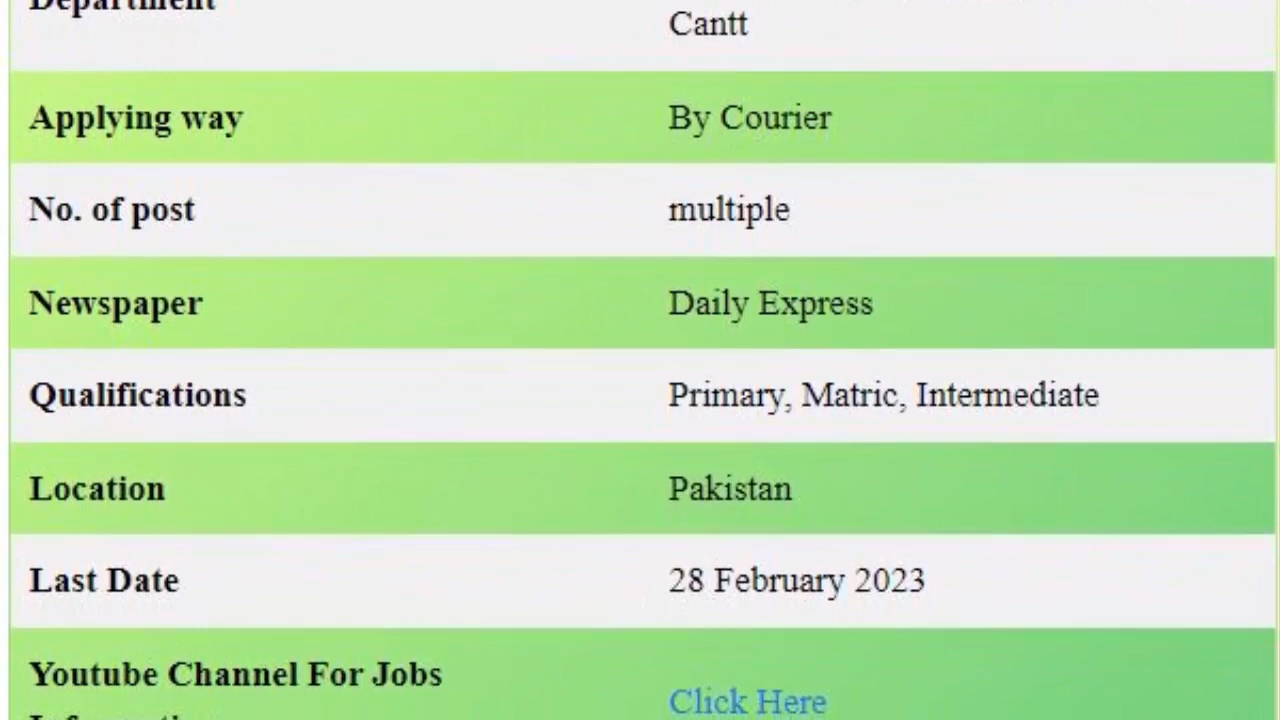 Department
Cantt
Applying way By Courier
No. of post multiple
Newspaper Daily Express
Qualifications Primary, Matric, Intermediate
Location Pakistan
Last Date 28 February 2023
Youtube Channel For Jobs
Click Here